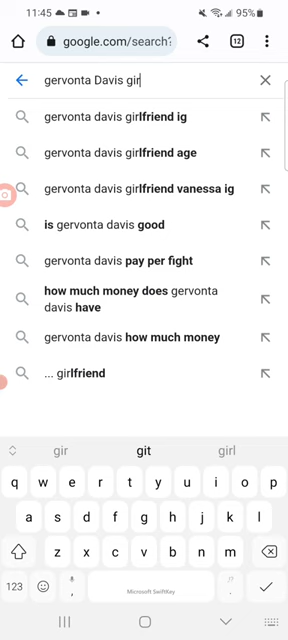 11:45
95%
google.com/search?
12
gervonta Davis gir
gervonta davis girlfriend ig
gervonta davis girlfriend age
gervonta davis girlfriend vanessa ig
is gervonta davis good
gervonta davis pay per fight
how much money does gervonta
davis have
gervonta davis how much money
... girlfriend
gir git girl
q w e r t y u i o p
a s d f g h j k l
z x c v b n m
123 , Microsoft SwiftKey .